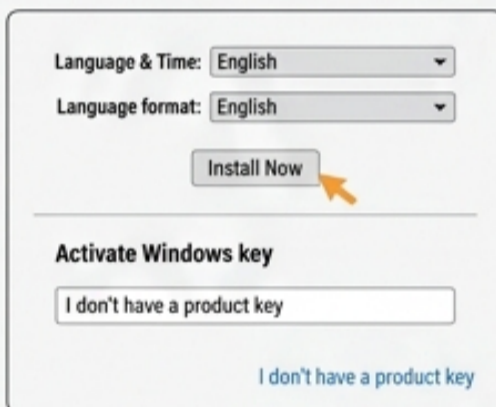 Language & Time: English
Language format: English
Install Now
Activate Windows key
I don't have a product key
I don't have a product key